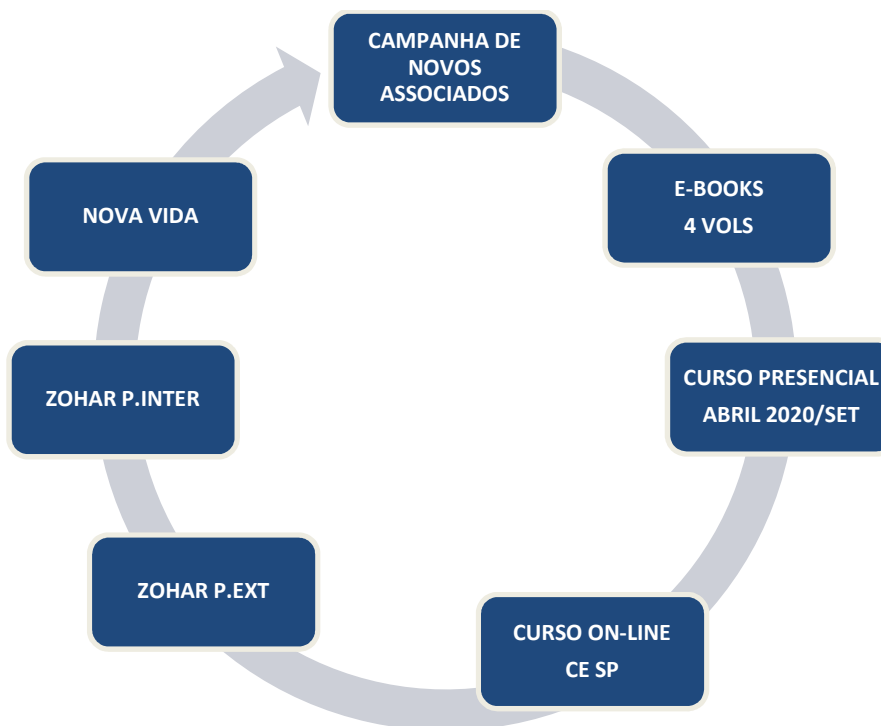 CAMPANHA DE
NOVOS
ASSOCIADOS
E-BOOKS
4 VOLS
CURSO PRESENCIAL
ABRIL 2020/SET
CURSO ON-LINE
CE SP
ZOHAR P.EXT
ZOHAR P.INTER
NOVA VIDA